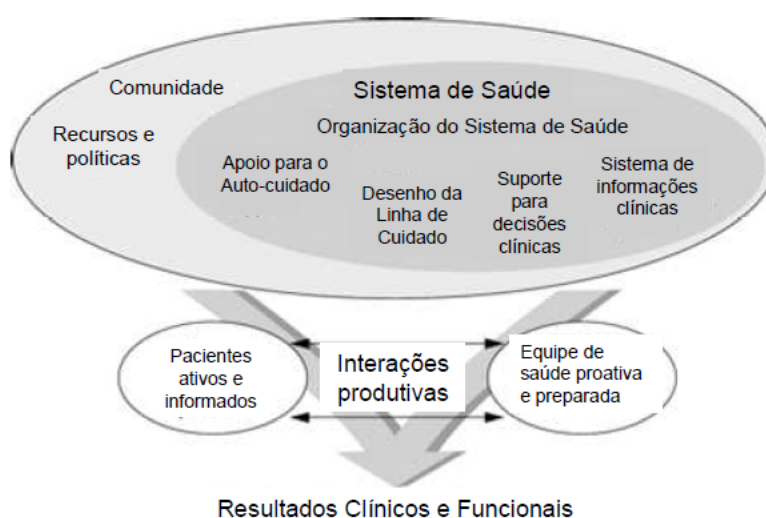 Comunidade
Sistema de Saúde
Recursos e
políticas
Organização do Sistema de Saúde
Apoio para o
Auto-cuidado
Desenho da
Linha de
Cuidado
Suporte
para
decisões
clínicas
Sistema de
informações
clínicas
Pacientes
ativos e
informados
Interações
produtivas
Equipe de
saúde proativa
e preparada
Resultados Clínicos e Funcionais